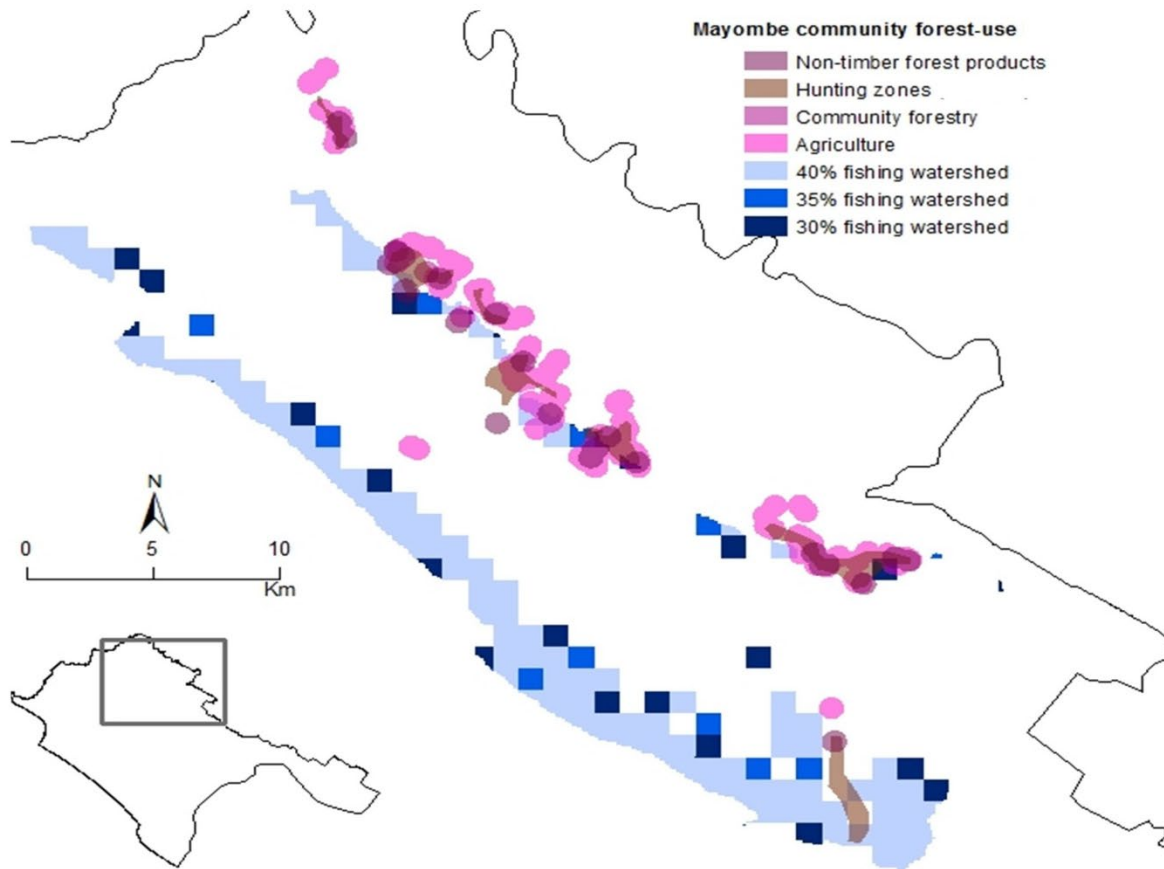 Mayombe community forest-use
Non-timber forest products
Hunting zones
Community forestry
Agriculture
40% fishing watershed
35% fishing watershed
30% fishing watershed
N
0 5 10
Km